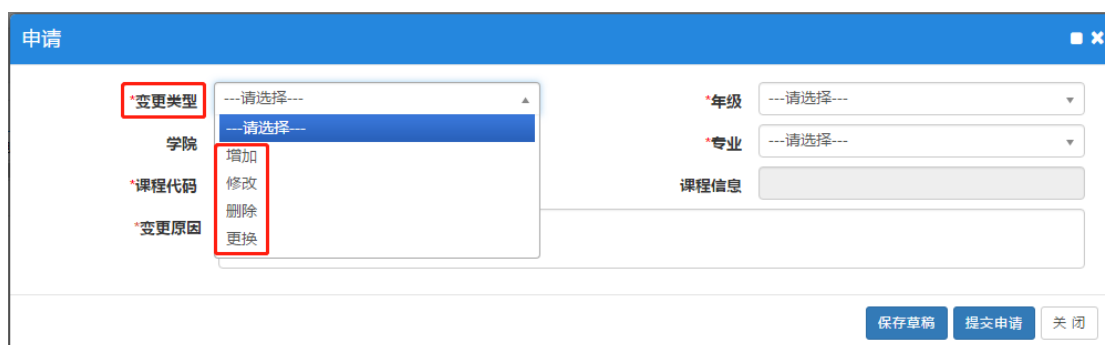 申请
*变更类型 ---请选择--- *年级 ---请选择---
---请选择---
学院 增加 *专业 ---请选择---
*课程代码 修改 课程信息
删除
*变更原因 更换
保存草稿 提交申请 关 闭